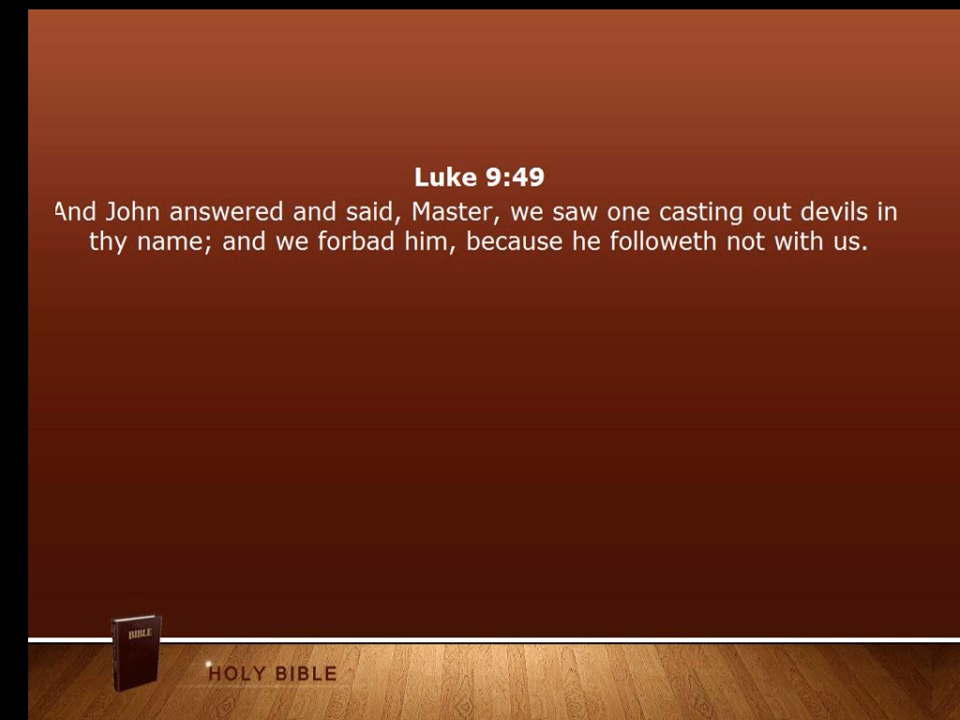 Luke 9:49
And John answered and said, Master, we saw one casting out devils in
thy name; and we forbad him, because he followeth not with us.
BIBLE
HOLY BIBLE